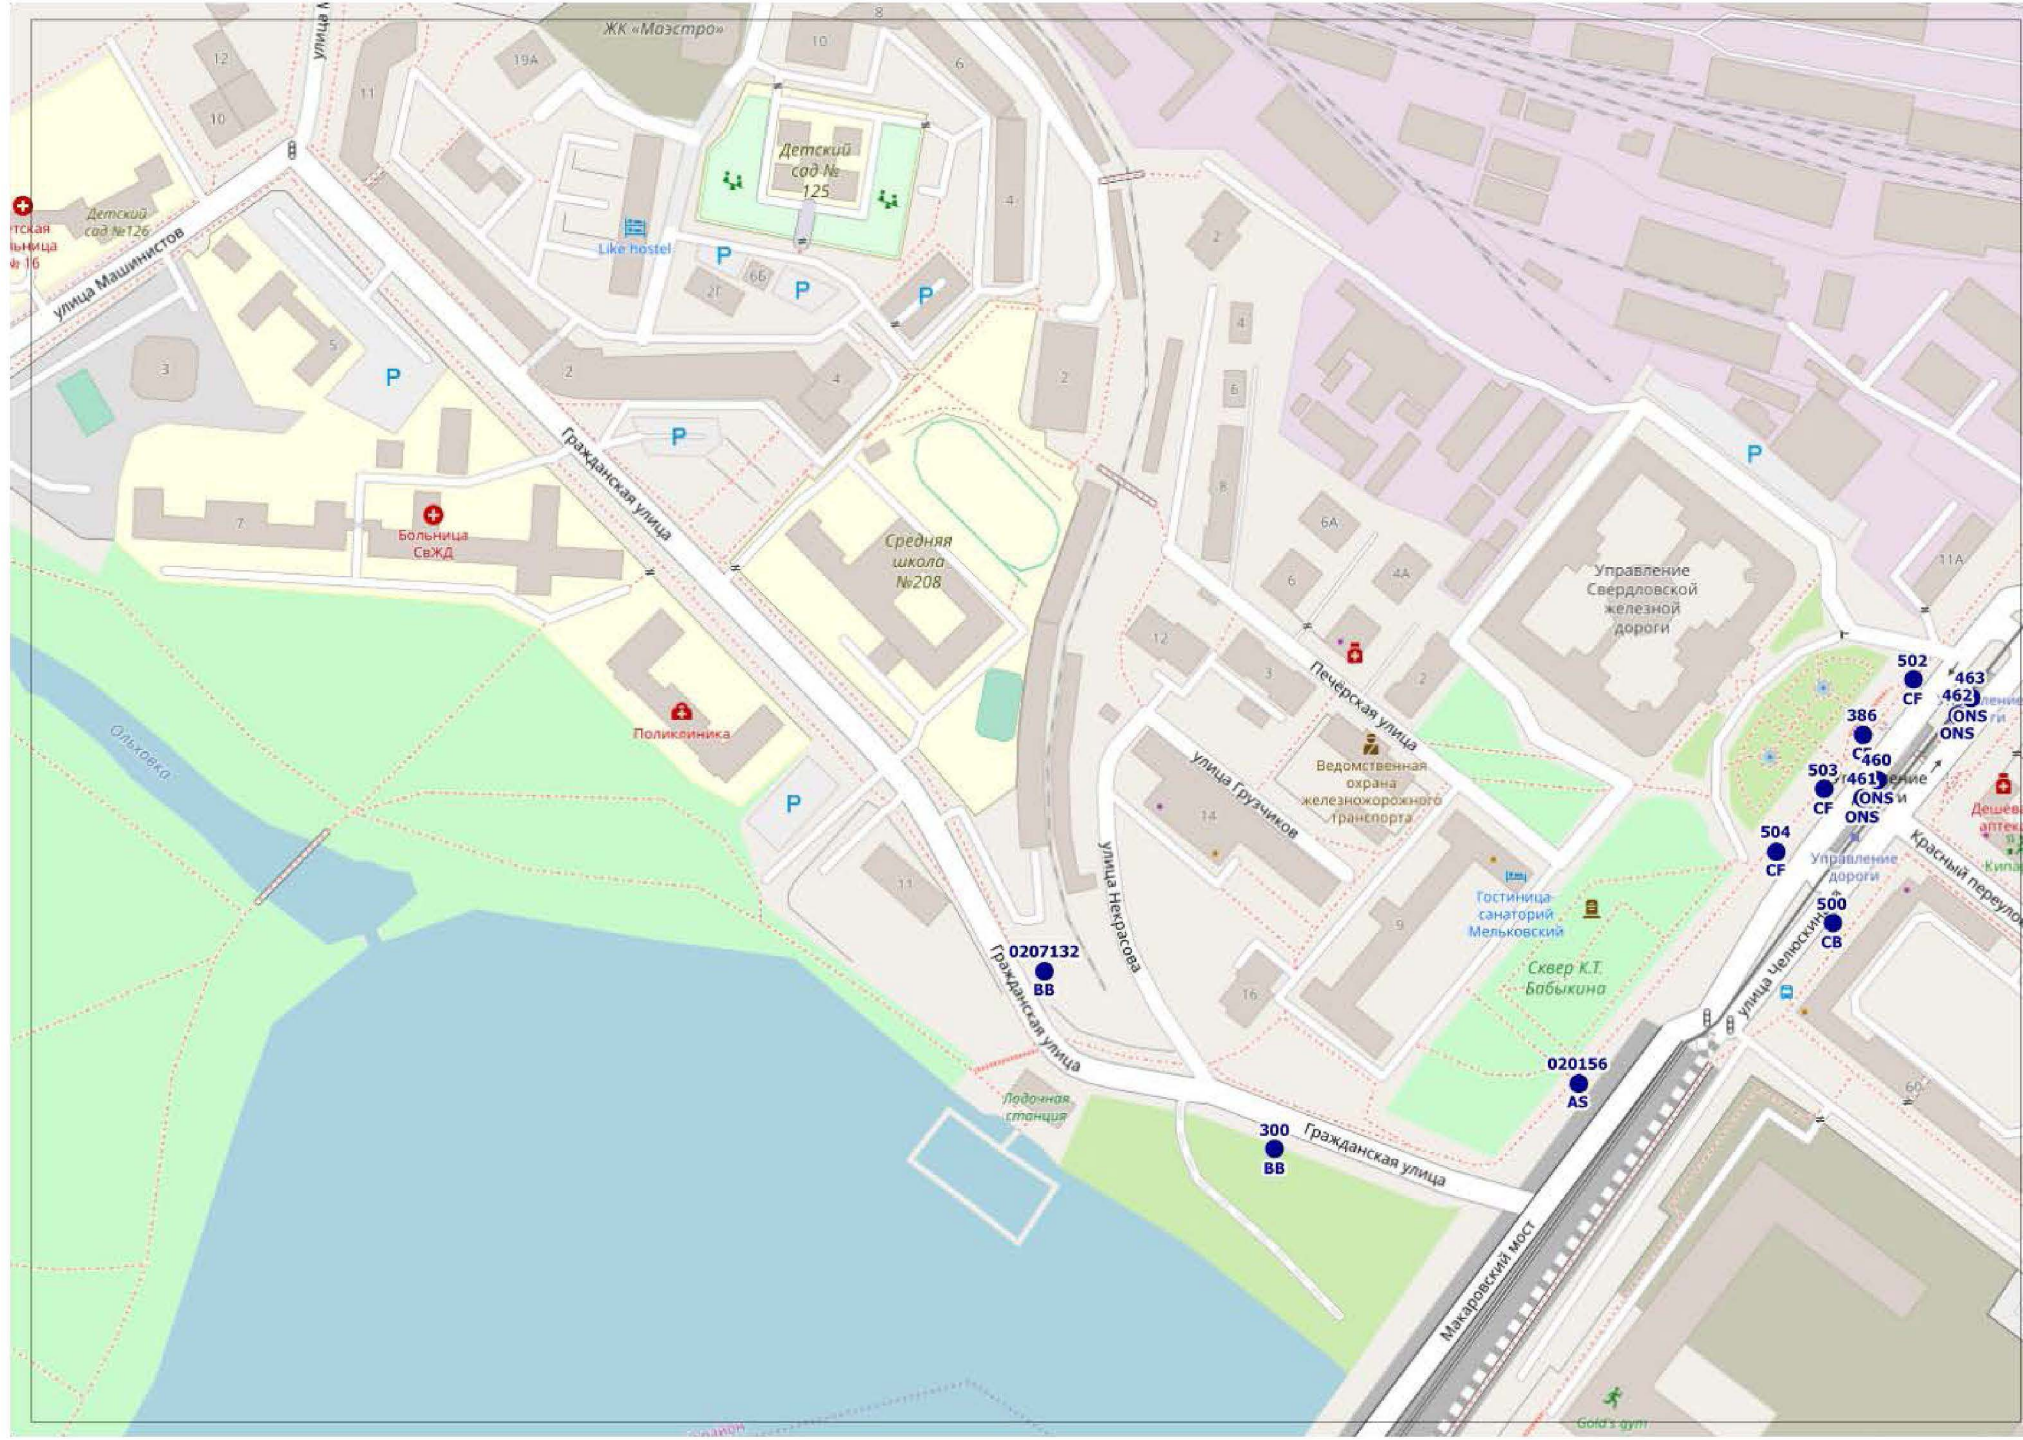 ЖК «Маэстро»
8
10
6
12
19А
11
10
Детский
сад №
125
4
Детский
сад №126
№ 16
улица Машинистов
Like hostel
P
6Б
2Г
P
P
2
4
5
3
P
2
4
2
6
P
P
Гражданская улица
8
6А
7
Больница
СвЖД
Средняя
школа
№208
6
4А
11А
Управление
Свердловской
железной
дороги
12
3
2
Печёрская улица
Поликлиника
Ольховка
502
CF
463
462
ONS
ONS
386
460
503
461
CF
ONS
ONS
504
CF
улица Грузчиков
Ведомственная
охрана
железнодорожного
транспорта
14
P
11
улица Некрасова
Управление
дороги
Красный переулок
500
CB
Гостиница-
санаторий
Мельковский
9
16
Сквер К.Т.
Бабыкина
0207132
BB
Гражданская улица
020156
AS
60
Лодочная
станция
300
BB
Гражданская улица
Макаровский мост
Gold's gym